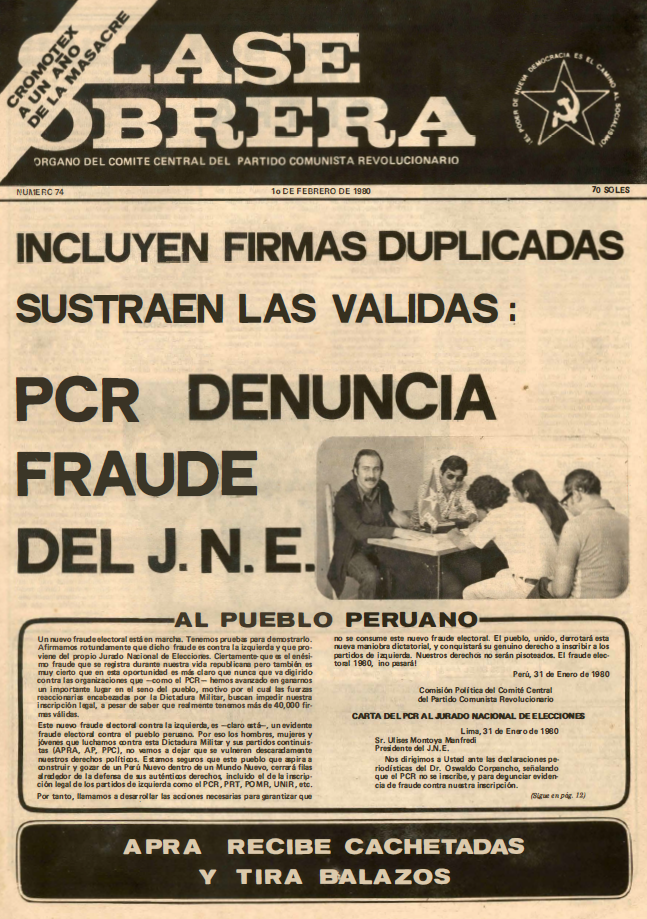 CROMOTEX
A UN AÑO
DE LA MASACRE
CLASE
OBRERA
¡EL PODER DE NUEVA DEMOCRACIA ES EL CAMINO AL SOCIALISMO!
ORGANO DEL COMITE CENTRAL DEL PARTIDO COMUNISTA REVOLUCIONARIO
NUMERO 74
1o DE FEBRERO DE 1980
70 SOLES
INCLUYEN FIRMAS DUPLICADAS
SUSTRAEN LAS VALIDAS :
PCR DENUNCIA
FRAUDE
DEL J. N. E.
AL PUEBLO PERUANO
Un nuevo fraude electoral está en marcha. Tenemos pruebas para demostrarlo.
Afirmamos rotundamente que dicho fraude es contra la izquierda y que pro-
viene del propio Jurado Nacional de Elecciones. Ciertamente que es el enési-
mo fraude que se registra durante nuestra vida republicana pero también es
muy cierto que en esta oportunidad es más claro que nunca que va dirigido
contra las organizaciones que —como el PCR— hemos avanzado en ganarnos
un importante lugar en el seno del pueblo, motivo por el cual las fuerzas
reaccionarias encabezadas por la Dictadura Militar, buscan impedir nuestra
inscripción legal, a pesar de saber que realmente tenemos más de 40,000 fir-
mas válidas.
Este nuevo fraude electoral contra la izquierda, es —claro está—, un evidente
fraude electoral contra el pueblo peruano. Por eso los hombres, mujeres y
jóvenes que luchamos contra esta Dictadura Militar y sus partidos continuis-
tas (APRA, AP, PPC), no vamos a dejar que se vulneren descaradamente
nuestros derechos políticos. Estamos seguros que este pueblo que aspira a
construir y gozar de un Perú Nuevo dentro de un Mundo Nuevo, cerrará filas
alrededor de la defensa de sus auténticos derechos, incluido el de la inscrip-
ción legal de los partidos de izquierda como el PCR, PRT, POMR, UNIR, etc.
Por tanto, llamamos a desarrollar las acciones necesarias para garantizar que
no se consume este nuevo fraude electoral. El pueblo, unido, derrotará esta
nueva maniobra dictatorial, y conquistará su genuino derecho a inscribir a los
partidos de izquierda. Nuestros derechos no serán pisoteados. El fraude elec-
toral 1980, ¡no pasará!
Perú, 31 de Enero de 1980
Comisión Política del Comité Central
del Partido Comunista Revolucionario
CARTA DEL PCR AL JURADO NACIONAL DE ELECCIONES
Lima, 31 de Enero de 1980
Sr. Ulises Montoya Manfredi
Presidente del J.N.E.
Nos dirigimos a Usted ante las declaraciones pe-
riodísticas del Dr. Oswaldo Corpancho, señalando
que el PCR no se inscribe, y para degunciar eviden-
cia de fraude contra nuestra inscripción.
(Sigue en pág. 12)
APRA RECIBE CACHETADAS
Y TIRA BALAZOS